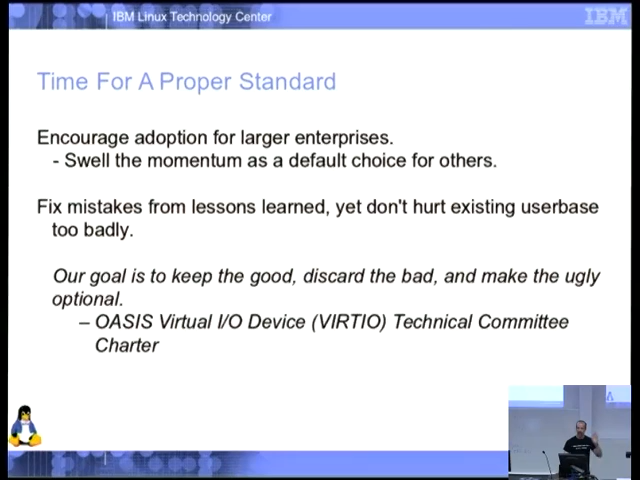 IBM Linux Technology Center
IBM
Time For A Proper Standard
Encourage adoption for larger enterprises.
- Swell the momentum as a default choice for others.
Fix mistakes from lessons learned, yet don't hurt existing userbase
too badly.
Our goal is to keep the good, discard the bad, and make the ugly
optional.
– OASIS Virtual I/O Device (VIRTIO) Technical Committee
Charter